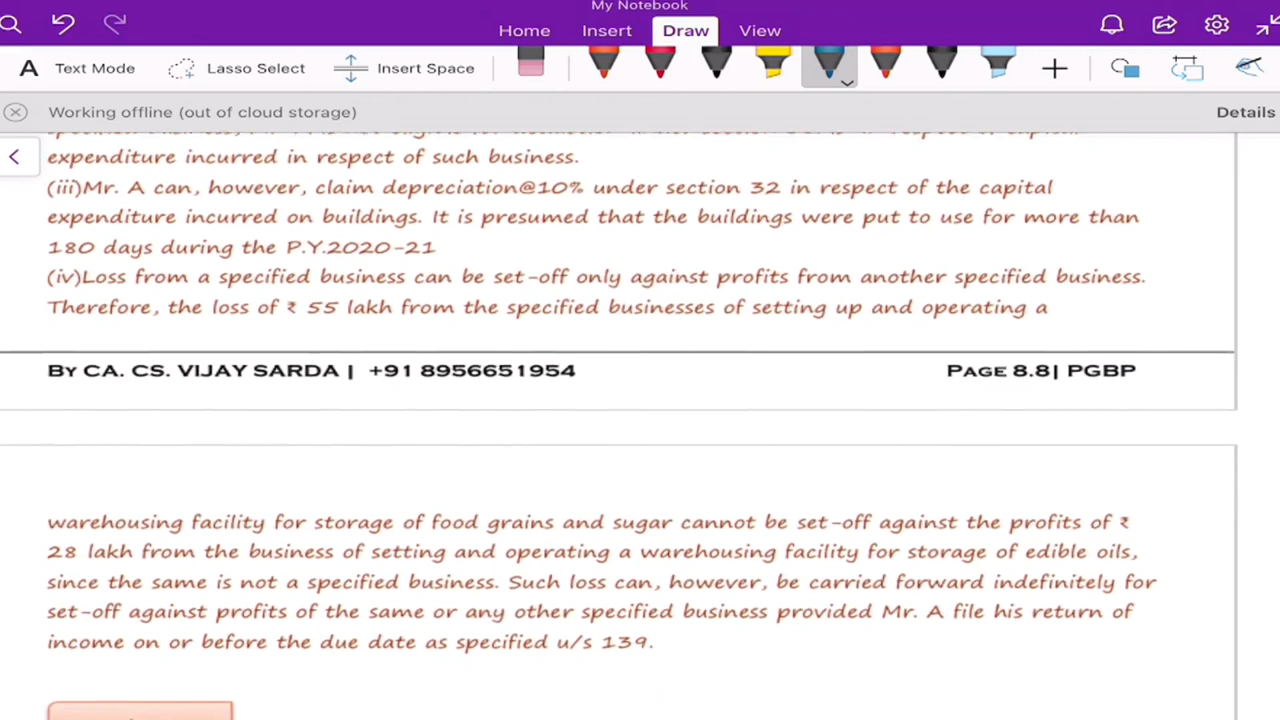 My Notebook
Home Insert Draw View
A Text Mode Lasso Select Insert Space
Working offline (out of cloud storage) Details
expenditure incurred in respect of such business.
(iii)Mr. A can, however, claim depreciation@10% under section 32 in respect of the capital
expenditure incurred on buildings. It is presumed that the buildings were put to use for more than
180 days during the P.Y.2020-21
(iv)Loss from a specified business can be set-off only against profits from another specified business.
Therefore, the loss of ₹ 55 lakh from the specified businesses of setting up and operating a
BY CA. CS. VIJAY SARDA | +91 8956651954 PAGE 8.8| PGBP
warehousing facility for storage of food grains and sugar cannot be set-off against the profits of ₹
28 lakh from the business of setting and operating a warehousing facility for storage of edible oils,
since the same is not a specified business. Such loss can, however, be carried forward indefinitely for
set-off against profits of the same or any other specified business provided Mr. A file his return of
income on or before the due date as specified u/s 139.